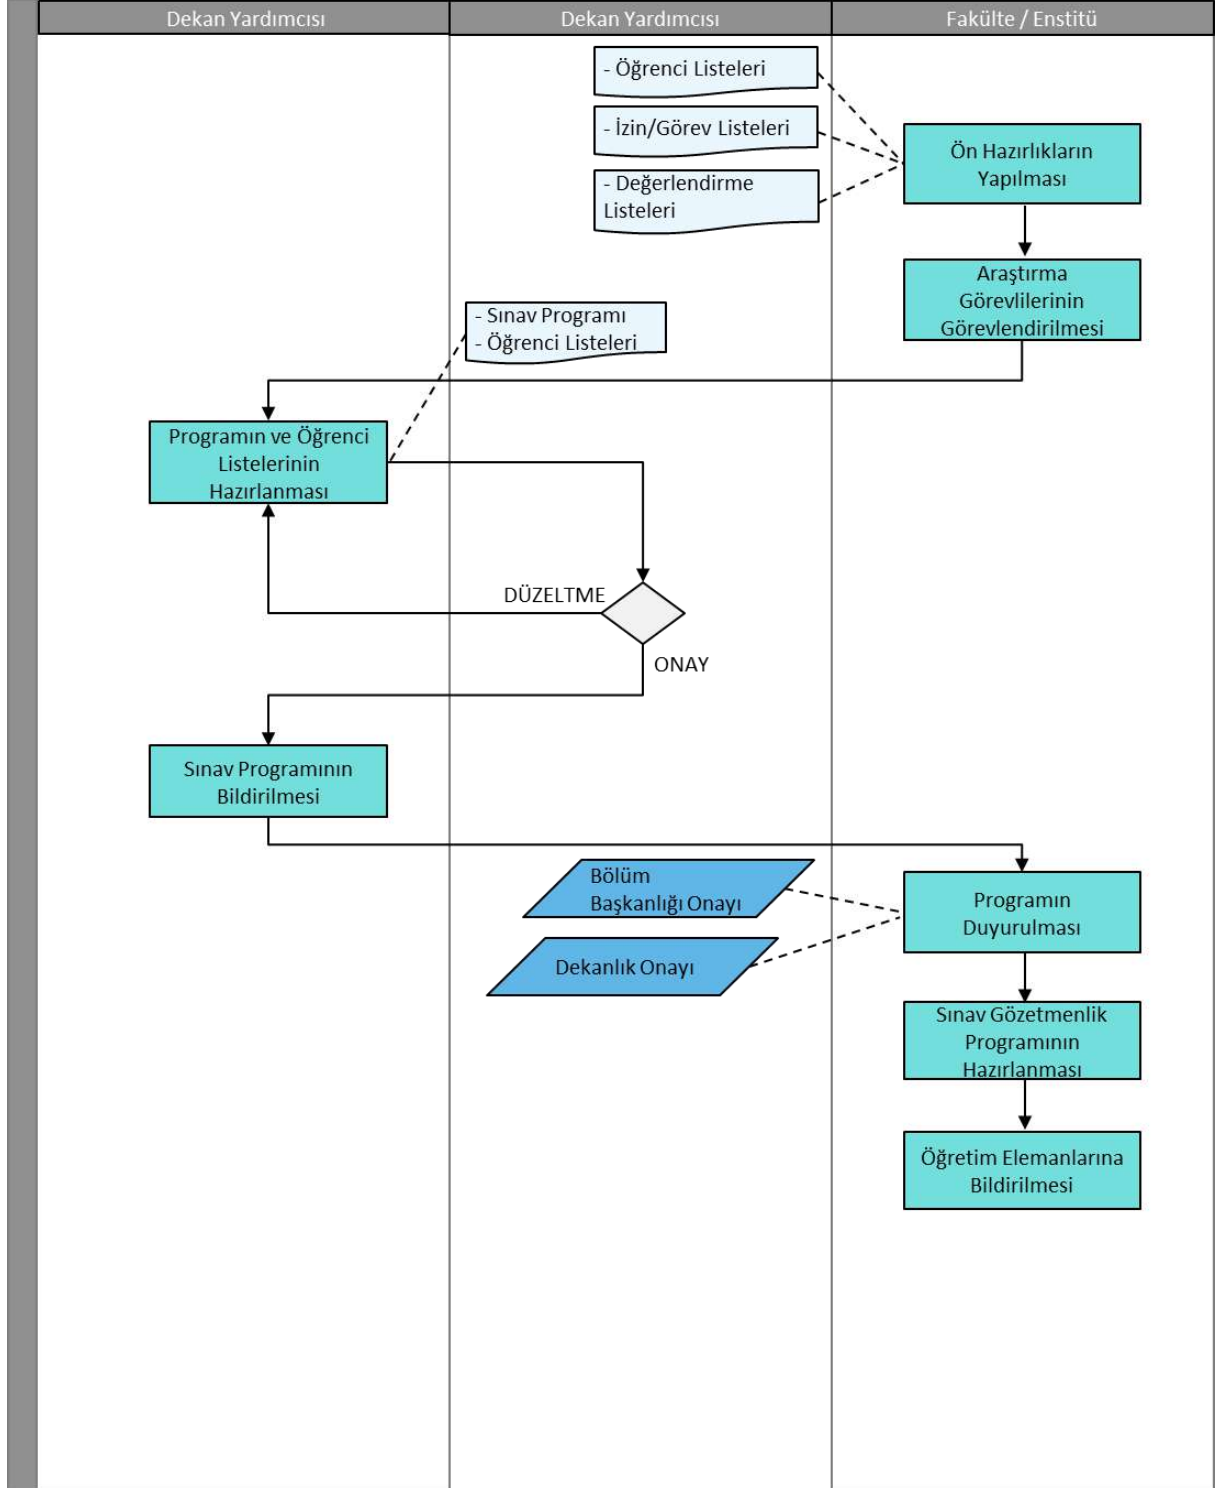 Dekan Yardımcısı
Dekan Yardımcısı
Fakülte / Enstitü
- Öğrenci Listeleri
- İzin/Görev Listeleri
- Değerlendirme
Listeleri
Ön Hazırlıkların
Yapılması
Araştırma
Görevlilerinin
Görevlendirilmesi
- Sınav Programı
- Öğrenci Listeleri
Programın ve Öğrenci
Listelerinin
Hazırlanması
DÜZELTME
ONAY
Sınav Programının
Bildirilmesi
Bölüm
Başkanlığı Onayı
Dekanlık Onayı
Programın
Duyurulması
Sınav Gözetmenlik
Programının
Hazırlanması
Öğretim Elemanlarına
Bildirilmesi